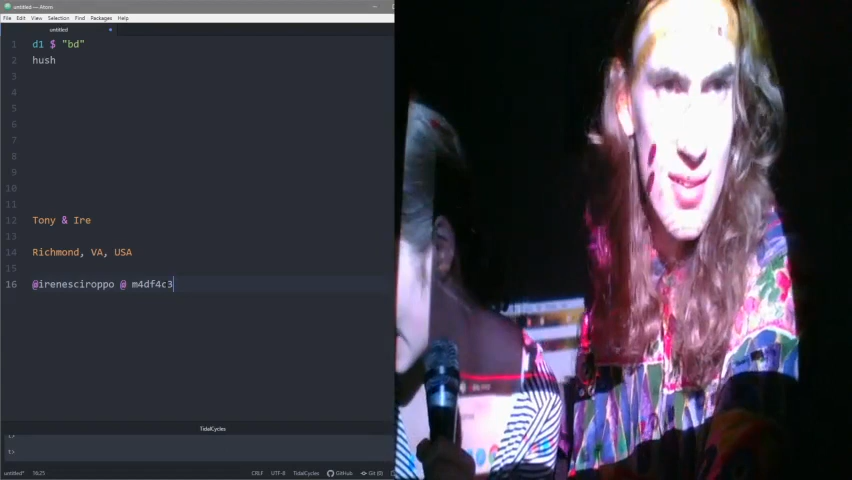 untitled — Atom
File Edit Selection Find Packages Help
untitled
1 d1 $ "bd"
2 hush
3
4
5
6
7
8
9
10
11
12 Tony & Ire
13
14 Richmond, VA, USA
15
16 @irenesciroppo @ m4df4c3
TidalCycles
t>
untitled* 16:25 CRLF UTF-8 TidalCycles GitHub Git (0)